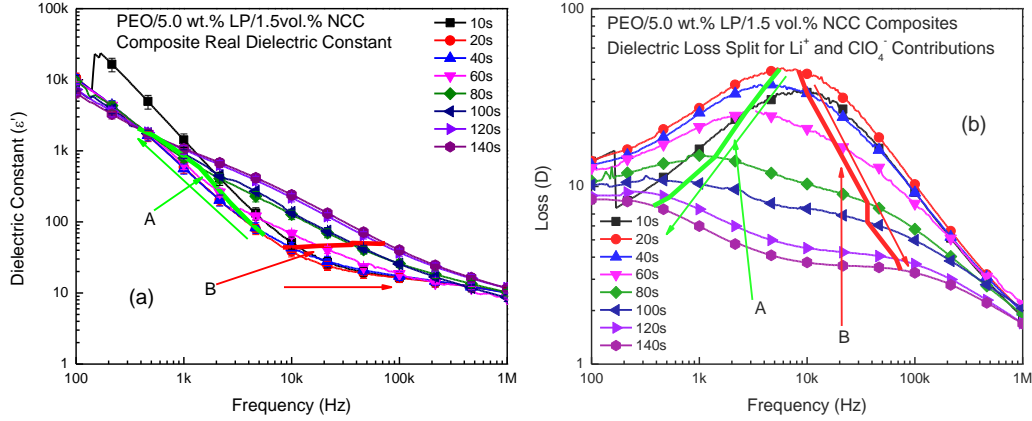 PEO/5.0 wt.% LP/1.5vol.% NCC
Composite Real Dielectric Constant
10s
20s
40s
60s
80s
100s
120s
140s
A
B
(a)
10k
1k
100
10
1
100
1k
10k
100k
1M
Dielectric Constant (ε')
Frequency (Hz)
PEO/5.0 wt.% LP/1.5 vol.% NCC Composites
Dielectric Loss Split for Li⁺ and ClO₄⁻ Contributions
(b)
10s
20s
40s
60s
80s
100s
120s
140s
A
B
100
10
1
100
1k
10k
100k
1M
Loss (D)
Frequency (Hz)